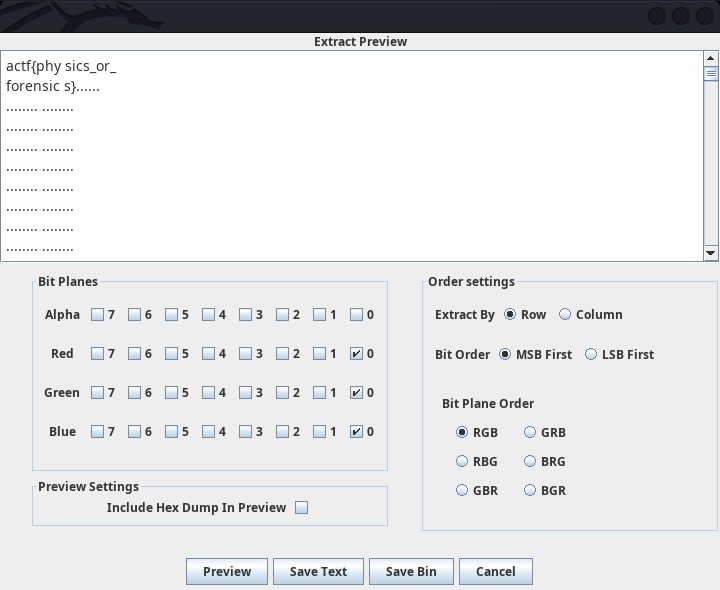 Extract Preview
actf{phy sics_or_
forensic s}......
........ ........
........ ........
........ ........
........ ........
........ ........
........ ........
........ ........
........ ........
Bit Planes
Alpha 7 6 5 4 3 2 1 0
Red 7 6 5 4 3 2 1 0
Green 7 6 5 4 3 2 1 0
Blue 7 6 5 4 3 2 1 0
Preview Settings
Include Hex Dump In Preview
Order settings
Extract By Row Column
Bit Order MSB First LSB First
Bit Plane Order
RGB GRB
RBG BRG
GBR BGR
Preview Save Text Save Bin Cancel